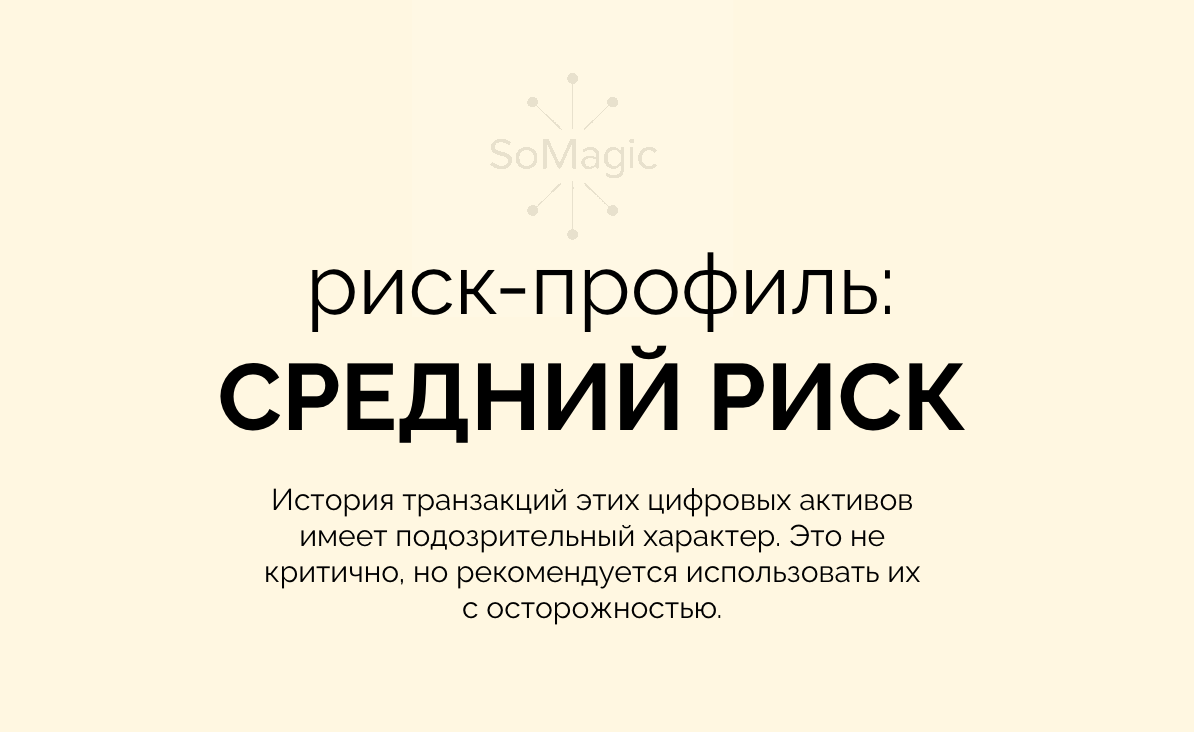 SoMagic
риск-профиль:
СРЕДНИЙ РИСК
История транзакций этих цифровых активов
имеет подозрительный характер. Это не
критично, но рекомендуется использовать их
с осторожностью.